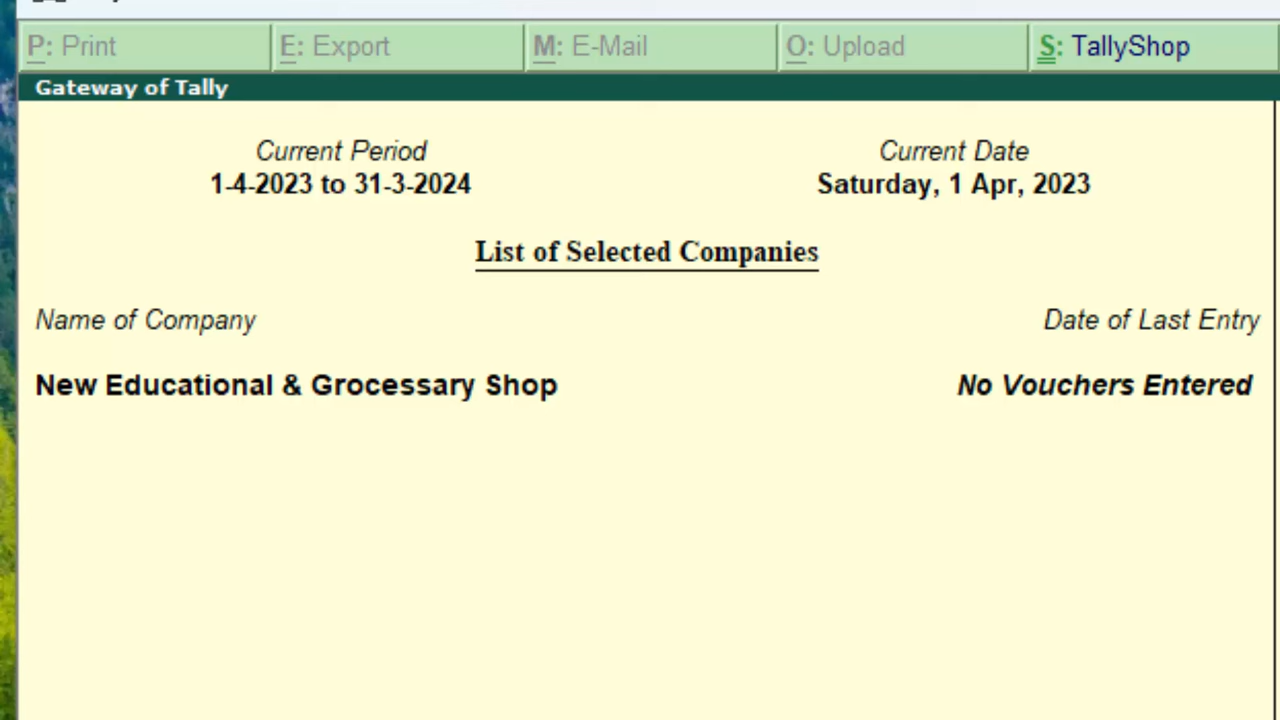 P: Print E: Export M: E-Mail O: Upload S: TallyShop
Gateway of Tally
Current Period Current Date
1-4-2023 to 31-3-2024 Saturday, 1 Apr, 2023
List of Selected Companies
Name of Company Date of Last Entry
New Educational & Grocessary Shop No Vouchers Entered